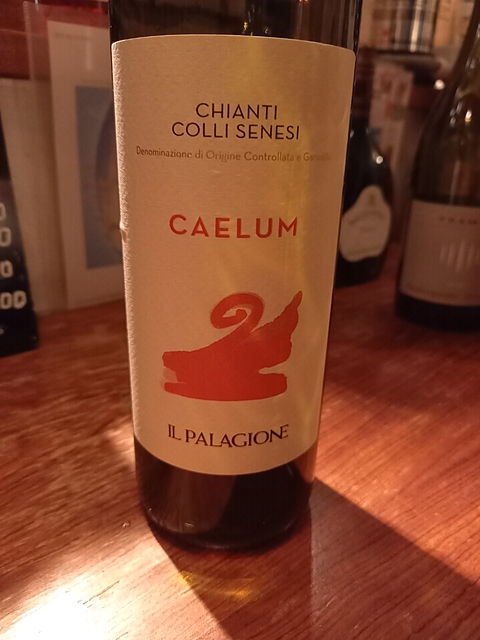 CHIANTI
COLLI SENESI
Denominazione di Origine Controllata e Garantita
CAELUM
IL PALAGIONE